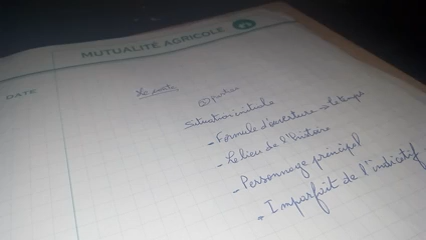 MUTUALITÉ AGRICOLE
DATE
Le conte
Situation initiale
- Formule d'ouverture → le temps
- Le lieu de l'histoire
- Personnage principal
- Imparfait de l'indicatif